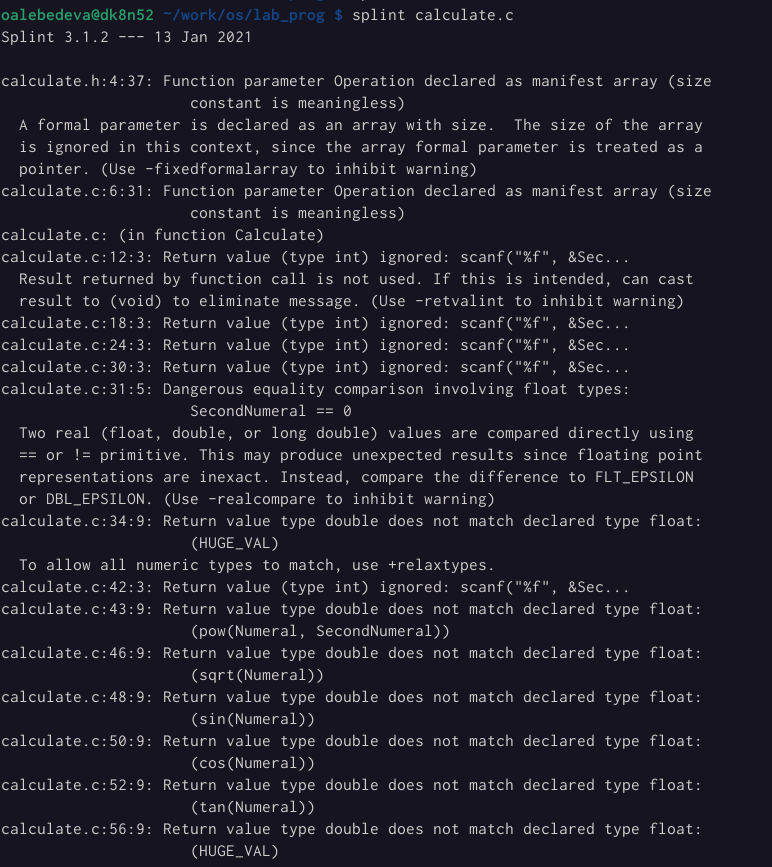 oalebedeva@dk8n52 ~/work/os/lab_prog $ splint calculate.c
Splint 3.1.2 --- 13 Jan 2021
calculate.h:4:37: Function parameter Operation declared as manifest array (size
constant is meaningless)
A formal parameter is declared as an array with size.  The size of the array
is ignored in this context, since the array formal parameter is treated as a
pointer. (Use -fixedformalarray to inhibit warning)
calculate.c:6:31: Function parameter Operation declared as manifest array (size
constant is meaningless)
calculate.c: (in function Calculate)
calculate.c:12:3: Return value (type int) ignored: scanf("%f", &Sec...
Result returned by function call is not used. If this is intended, can cast
result to (void) to eliminate message. (Use -retvalint to inhibit warning)
calculate.c:18:3: Return value (type int) ignored: scanf("%f", &Sec...
calculate.c:24:3: Return value (type int) ignored: scanf("%f", &Sec...
calculate.c:30:3: Return value (type int) ignored: scanf("%f", &Sec...
calculate.c:31:5: Dangerous equality comparison involving float types:
SecondNumeral == 0
Two real (float, double, or long double) values are compared directly using
== or != primitive. This may produce unexpected results since floating point
representations are inexact. Instead, compare the difference to FLT_EPSILON
or DBL_EPSILON. (Use -realcompare to inhibit warning)
calculate.c:34:9: Return value type double does not match declared type float:
(HUGE_VAL)
To allow all numeric types to match, use +relaxtypes.
calculate.c:42:3: Return value (type int) ignored: scanf("%f", &Sec...
calculate.c:43:9: Return value type double does not match declared type float:
(pow(Numeral, SecondNumeral))
calculate.c:46:9: Return value type double does not match declared type float:
(sqrt(Numeral))
calculate.c:48:9: Return value type double does not match declared type float:
(sin(Numeral))
calculate.c:50:9: Return value type double does not match declared type float:
(cos(Numeral))
calculate.c:52:9: Return value type double does not match declared type float:
(tan(Numeral))
calculate.c:56:9: Return value type double does not match declared type float:
(HUGE_VAL)